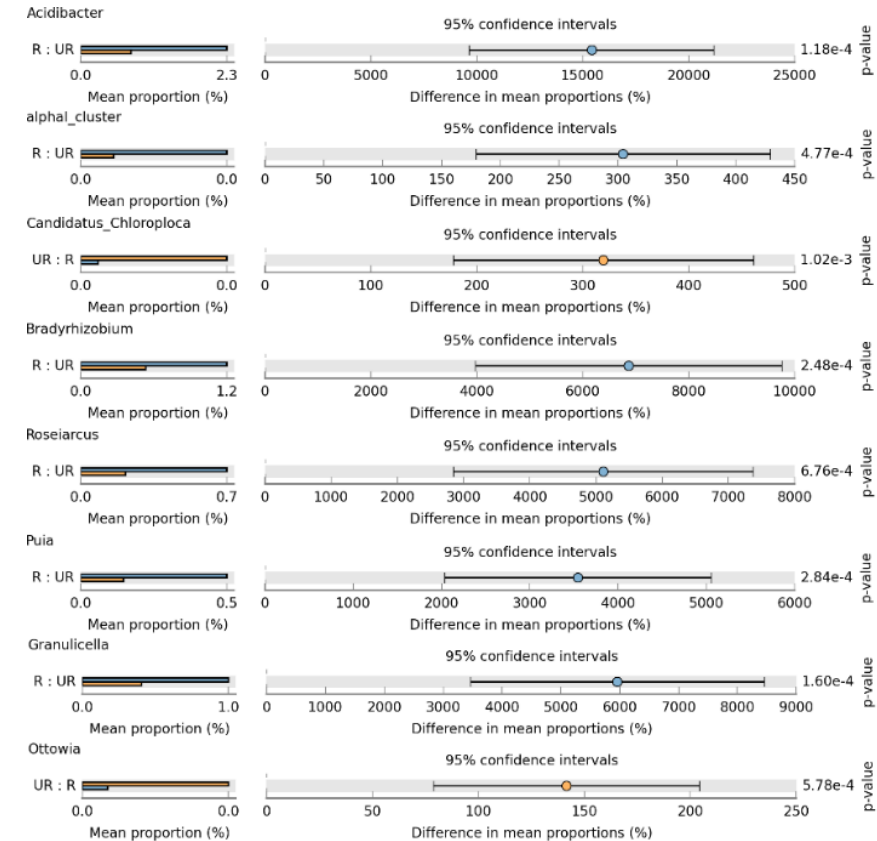 Acidibacter
95% confidence intervals
R : UR 1.18e-4 p-value
0.0 2.3 0 5000 10000 15000 20000 25000
Mean proportion (%) Difference in mean proportions (%)
alphal_cluster
95% confidence intervals
R : UR 4.77e-4 p-value
0.0 0.0 0 50 100 150 200 250 300 350 400 450
Mean proportion (%) Difference in mean proportions (%)
Candidatus_Chloroploca
95% confidence intervals
UR : R 1.02e-3 p-value
0.0 0.0 0 100 200 300 400 500
Mean proportion (%) Difference in mean proportions (%)
Bradyrhizobium
95% confidence intervals
R : UR 2.48e-4 p-value
0.0 1.2 0 2000 4000 6000 8000 10000
Mean proportion (%) Difference in mean proportions (%)
Roseiarcus
95% confidence intervals
R : UR 6.76e-4 p-value
0.0 0.7 0 1000 2000 3000 4000 5000 6000 7000 8000
Mean proportion (%) Difference in mean proportions (%)
Puia
95% confidence intervals
R : UR 2.84e-4 p-value
0.0 0.5 0 1000 2000 3000 4000 5000 6000
Mean proportion (%) Difference in mean proportions (%)
Granulicella
95% confidence intervals
R : UR 1.60e-4 p-value
0.0 1.0 0 1000 2000 3000 4000 5000 6000 7000 8000 9000
Mean proportion (%) Difference in mean proportions (%)
Ottowia
95% confidence intervals
UR : R 5.78e-4 p-value
0.0 0.0 0 50 100 150 200 250
Mean proportion (%) Difference in mean proportions (%)